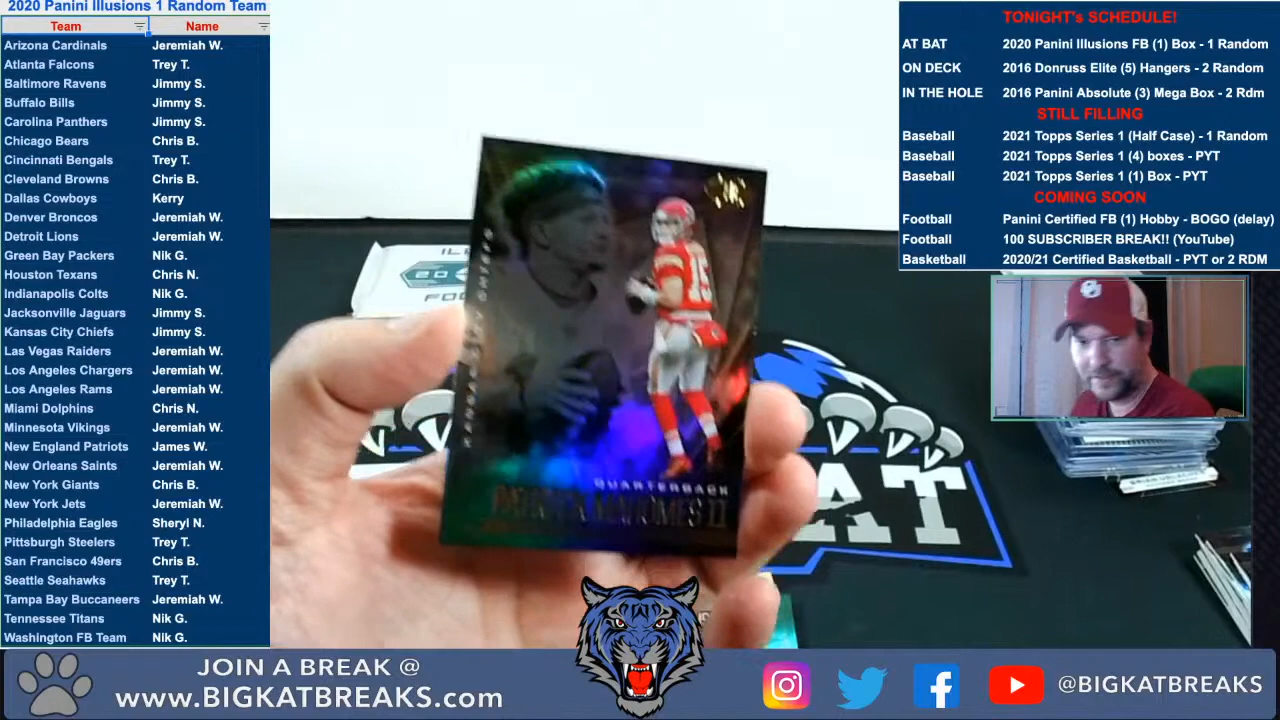 2020 Panini Illusions 1 Random Team
Team Name
Arizona Cardinals Jeremiah W.
Atlanta Falcons Trey T.
Baltimore Ravens Jimmy S.
Buffalo Bills Jimmy S.
Carolina Panthers Jimmy S.
Chicago Bears Chris B.
Cincinnati Bengals Trey T.
Cleveland Browns Chris B.
Dallas Cowboys Kerry
Denver Broncos Jeremiah W.
Detroit Lions Jeremiah W.
Green Bay Packers Nik G.
Houston Texans Chris N.
Indianapolis Colts Nik G.
Jacksonville Jaguars Jimmy S.
Kansas City Chiefs Jimmy S.
Las Vegas Raiders Jeremiah W.
Los Angeles Chargers Jeremiah W.
Los Angeles Rams Jeremiah W.
Miami Dolphins Chris N.
Minnesota Vikings Jeremiah W.
New England Patriots James W.
New Orleans Saints Jeremiah W.
New York Giants Chris B.
New York Jets Jeremiah W.
Philadelphia Eagles Sheryl N.
Pittsburgh Steelers Trey T.
San Francisco 49ers Chris B.
Seattle Seahawks Trey T.
Tampa Bay Buccaneers Jeremiah W.
Tennessee Titans Nik G.
Washington FB Team Nik G.
TONIGHT's SCHEDULE!
AT BAT 2020 Panini Illusions FB (1) Box - 1 Random
ON DECK 2016 Donruss Elite (5) Hangers - 2 Random
IN THE HOLE 2016 Panini Absolute (3) Mega Box - 2 Rdm
STILL FILLING
Baseball 2021 Topps Series 1 (Half Case) - 1 Random
Baseball 2021 Topps Series 1 (4) boxes - PYT
Baseball 2021 Topps Series 1 (1) Box - PYT
COMING SOON
Football Panini Certified FB (1) Hobby - BOGO (delay)
Football 100 SUBSCRIBER BREAK!! (YouTube)
Basketball 2020/21 Certified Basketball - PYT or 2 RDM
KANSAS CITY CHIEFS
15
QUARTERBACK
PATRICK MAHOMES II
JOIN A BREAK @
www.BIGKATBREAKS.com
@BIGKATBREAKS